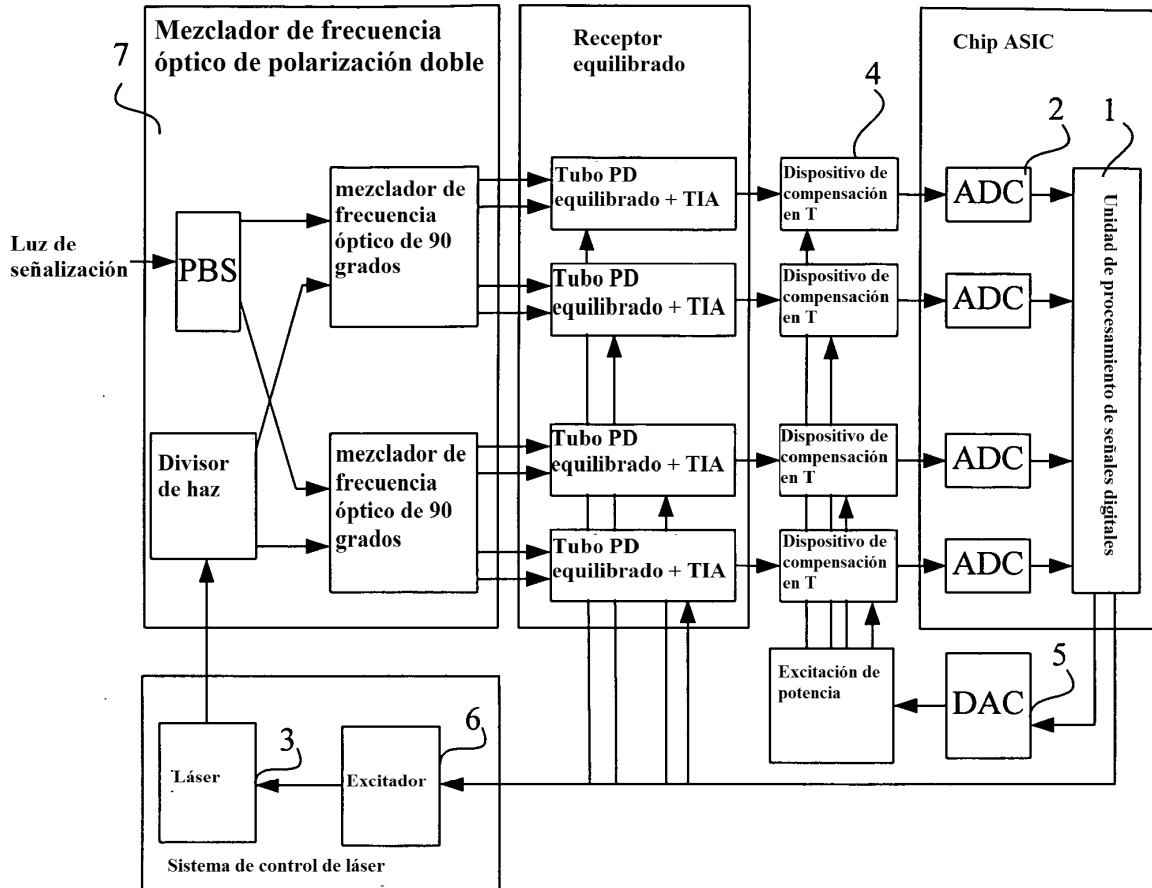 Mezclador de frecuencia
óptico de polarización doble
7
Receptor
equilibrado
Chip ASIC
4
2
1
Luz de
señalización
PBS
mezclador de
frecuencia
óptico de 90
grados
Tubo PD
equilibrado + TIA
Dispositivo de
compensación
en T
ADC
Unidad de procesamiento de señales digitales
Tubo PD
equilibrado + TIA
Dispositivo de
compensación
en T
ADC
Divisor
de haz
mezclador de
frecuencia
óptico de 90
grados
Tubo PD
equilibrado + TIA
Dispositivo de
compensación
en T
ADC
Tubo PD
equilibrado + TIA
Dispositivo de
compensación
en T
ADC
Excitación de
potencia
DAC
5
Láser
3
Excitador
6
Sistema de control de láser